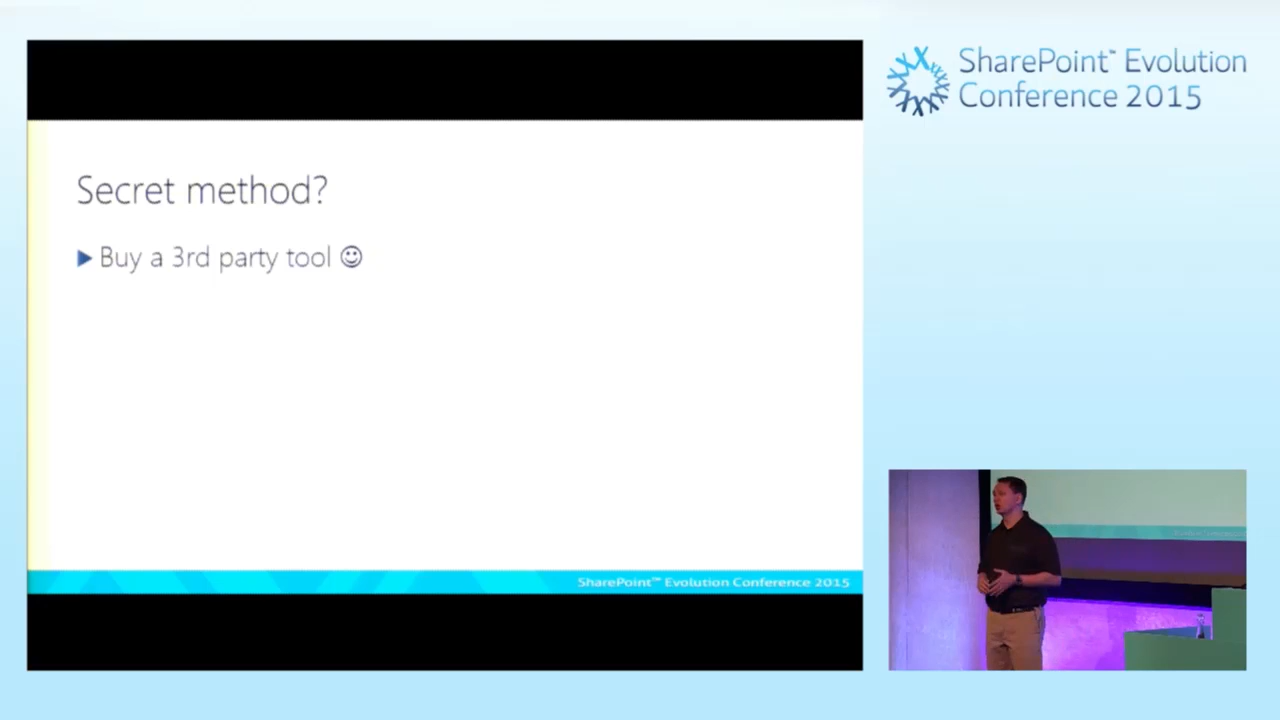 SharePoint™ Evolution
Conference 2015
Secret method?
Buy a 3rd party tool ☺
SharePoint™ Evolution Conference 2015